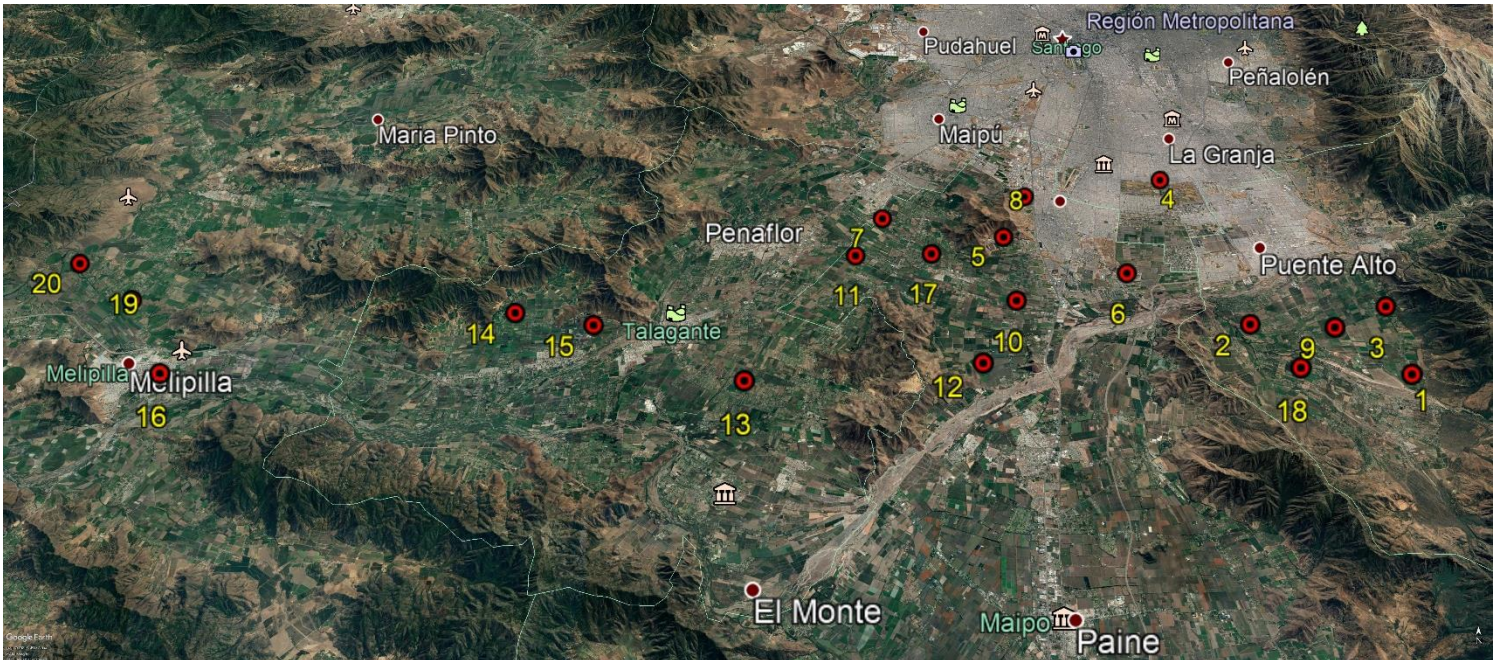 Región Metropolitana
Pudahuel
Santiago
Peñalolén
Maria Pinto
Maipú
La Granja
4
8
Penaflor
7
5
20
11
17
Puente Alto
19
14
15
Talagante
6
2
9
3
10
Melipilla
Melipilla
12
1
16
13
18
El Monte
Maipo
Paine
Google Earth
N